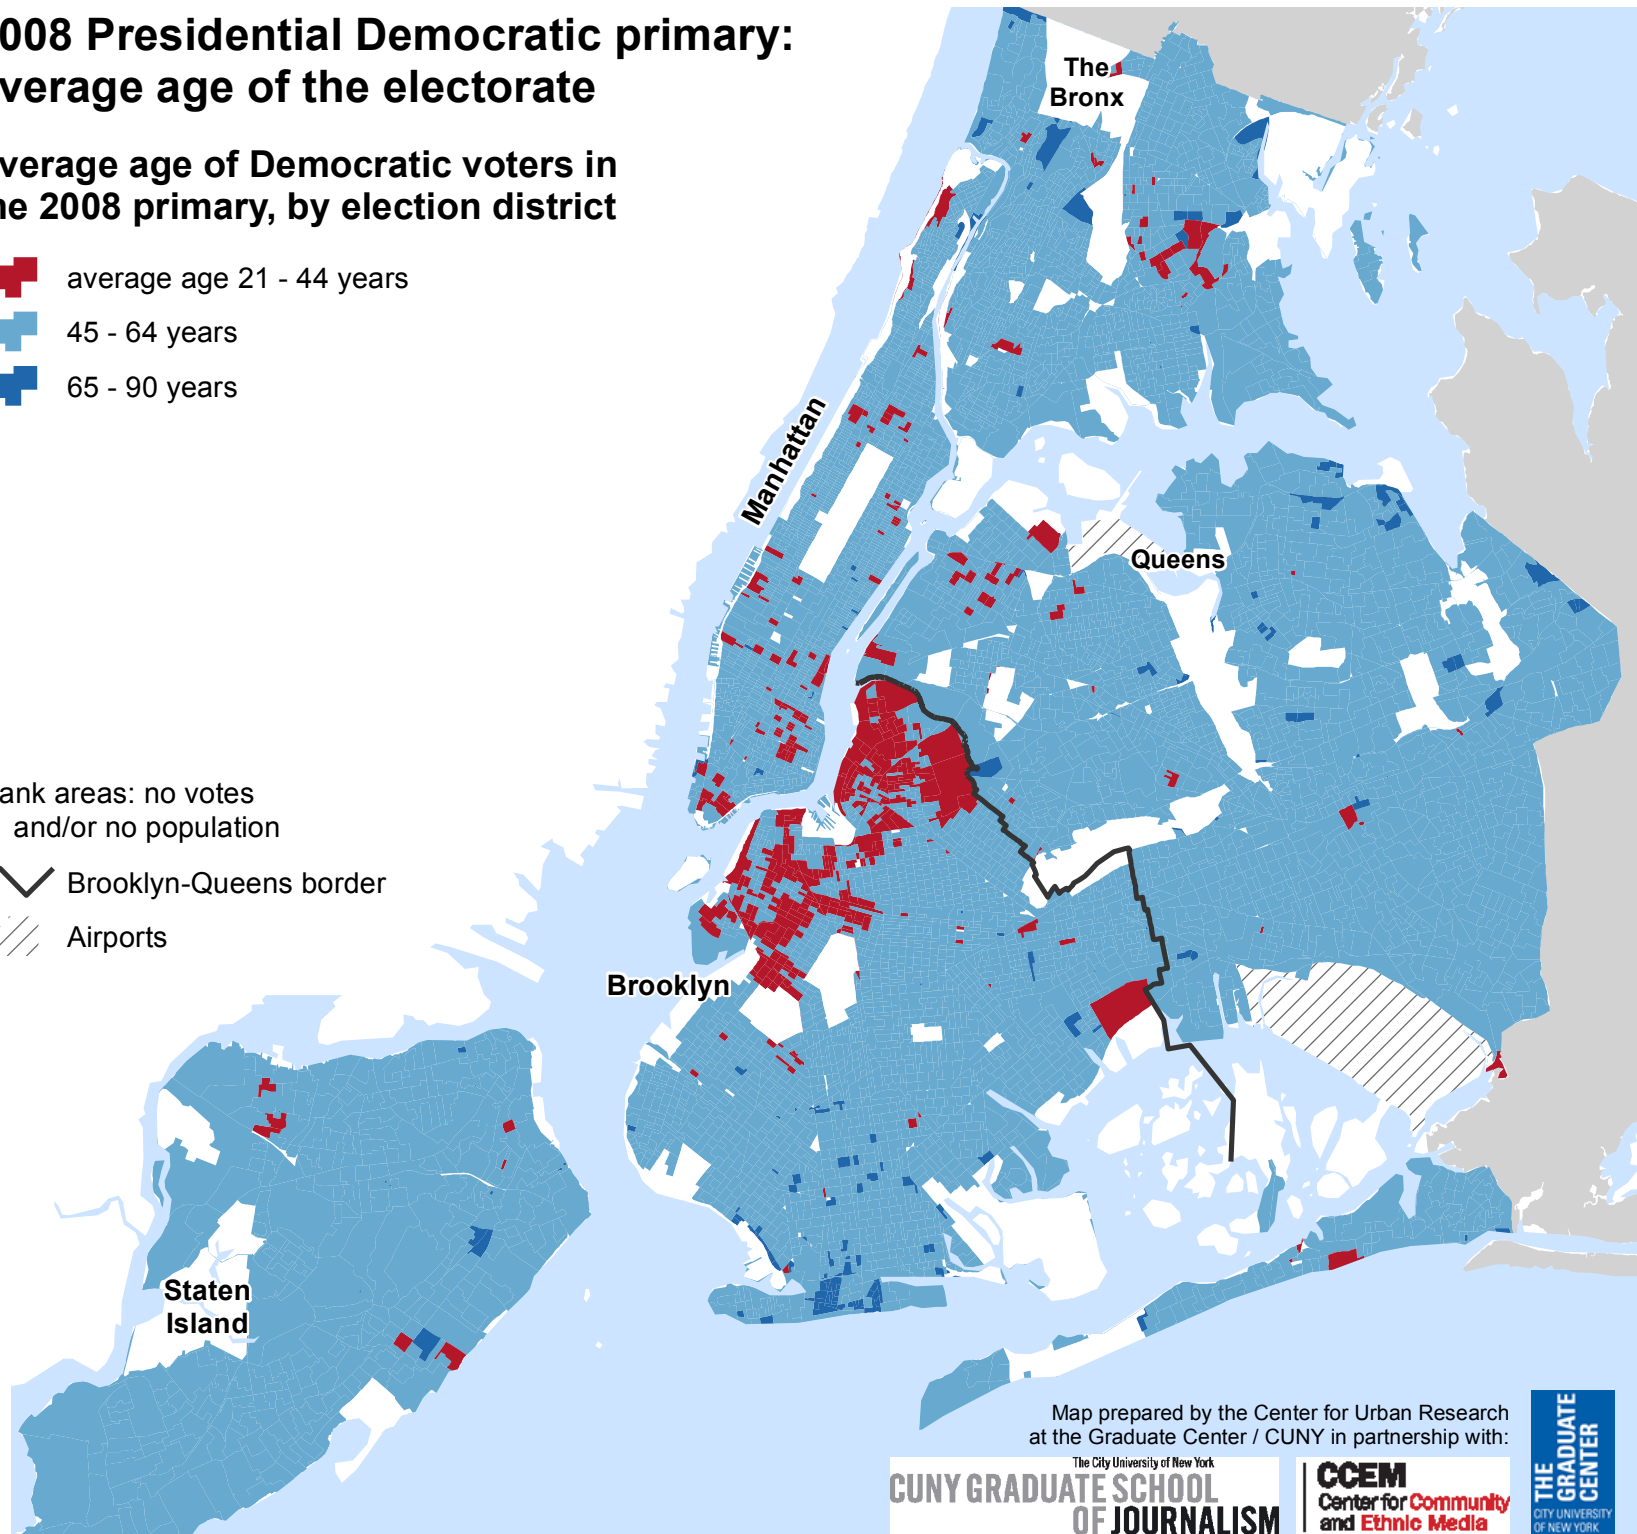 008 Presidential Democratic primary:
verage age of the electorate
verage age of Democratic voters in
he 2008 primary, by election district
average age 21 - 44 years
45 - 64 years
65 - 90 years
ank areas: no votes
and/or no population
Brooklyn-Queens border
Airports
The
Bronx
Manhattan
Queens
Brooklyn
Staten
Island
Map prepared by the Center for Urban Research
at the Graduate Center / CUNY in partnership with:
The City University of New York
CUNY GRADUATE SCHOOL
OF JOURNALISM
CCEM
Center for Community
and Ethnic Media
THE
GRADUATE
CENTER
CITY UNIVERSITY
OF NEW YORK